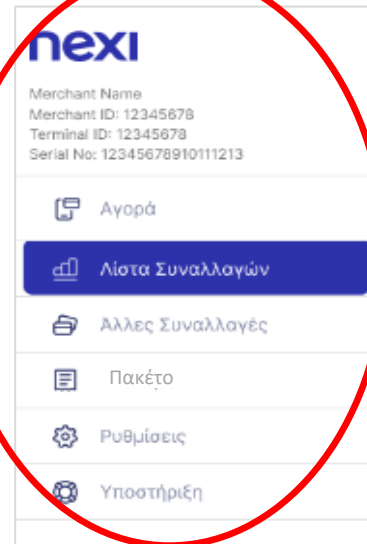 nexi
Merchant Name
Merchant ID: 12345678
Terminal ID: 12345678
Serial No: 12345678910111213
Αγορά
Λίστα Συναλλαγών
Άλλες Συναλλαγές
Πακέτο
Ρυθμίσεις
Υποστήριξη